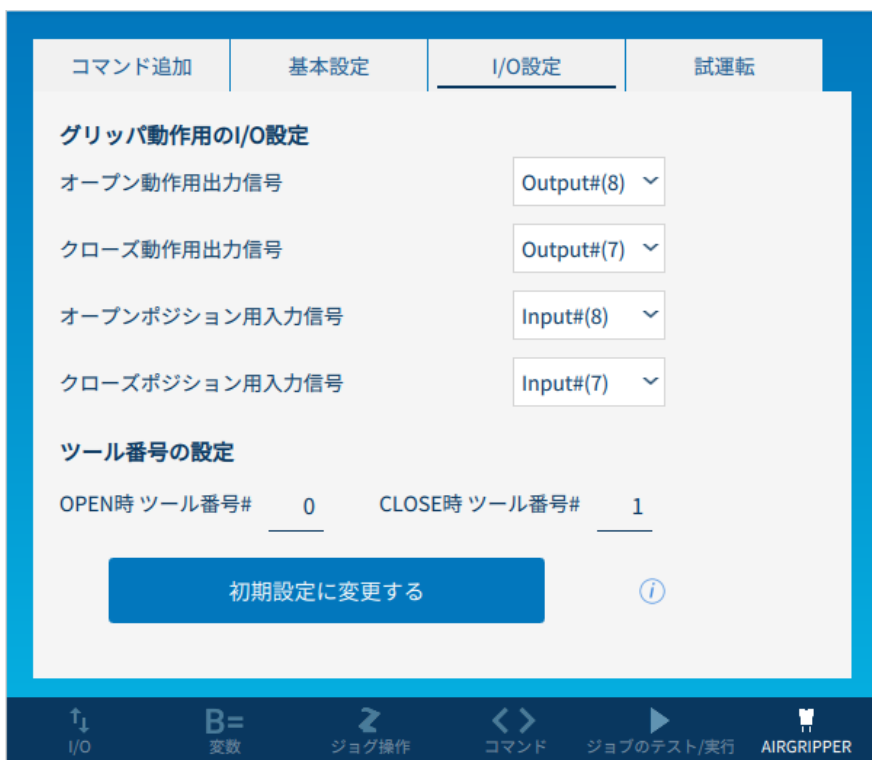 コマンド追加 基本設定 I/O設定 試運転
グリッパ動作用のI/O設定
オープン動作用出力信号 Output#(8)
クローズ動作用出力信号 Output#(7)
オープンポジション用入力信号 Input#(8)
クローズポジション用入力信号 Input#(7)
ツール番号の設定
OPEN時 ツール番号# 0 CLOSE時 ツール番号# 1
初期設定に変更する i
B=
I/O 変数 ジョグ操作 コマンド ジョブのテスト/実行 AIRGRIPPER